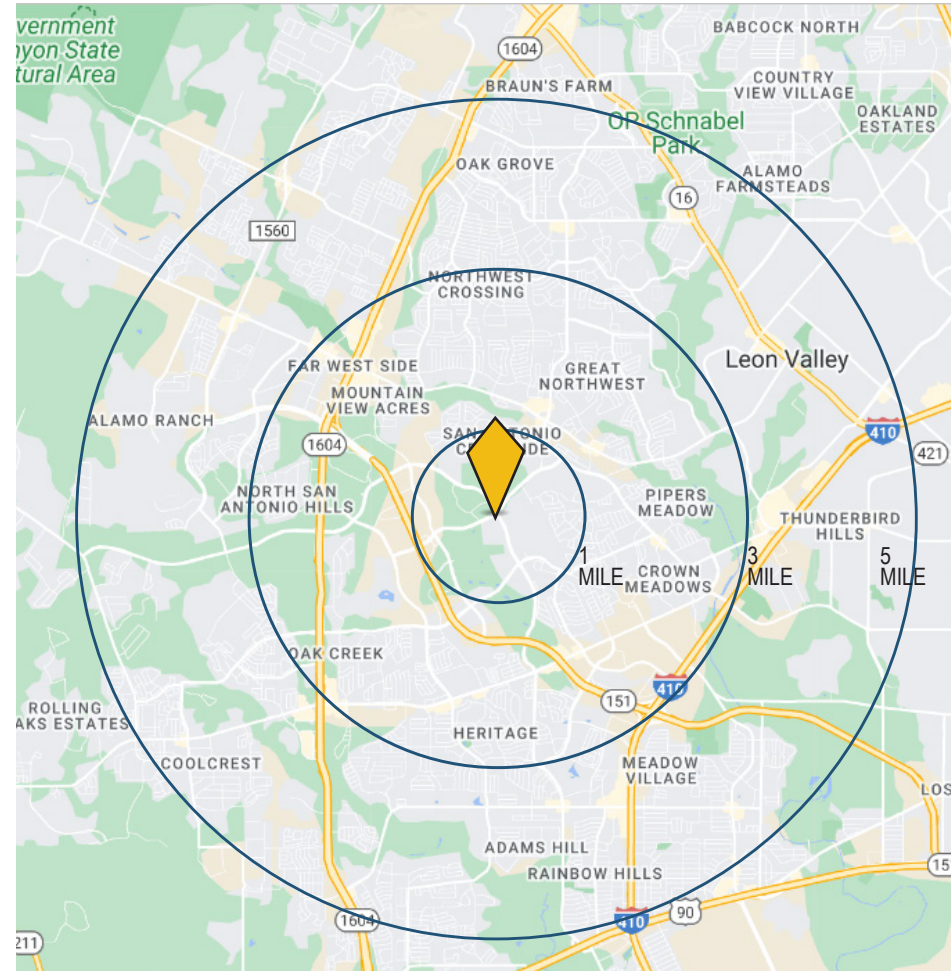 vernment
nyon State
tural Area
BABCOCK NORTH
1604
BRAUN'S FARM
COUNTRY
VIEW VILLAGE
OAKLAND
ESTATES
OP Schnabel
Park
OAK GROVE
ALAMO
FARMSTEADS
16
1560
NORTHWEST
CROSSING
Leon Valley
FAR WEST SIDE
GREAT
NORTHWEST
MOUNTAIN
VIEW ACRES
ALAMO RANCH
410
1604
421
NORTH SAN
ANTONIO HILLS
PIPERS
MEADOW
THUNDERBIRD
HILLS
1
MILE
3
MILE
5
MILE
CROWN
MEADOWS
OAK CREEK
410
151
ROLLING
AKS ESTATES
HERITAGE
COOLCREST
MEADOW
VILLAGE
LOS
ADAMS HILL
RAINBOW HILLS
15
1604
410
90
211